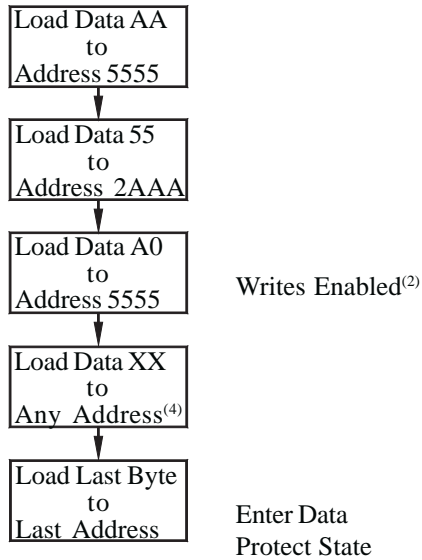 Load Data AA
to
Address 5555
Load Data 55
to
Address 2AAA
Load Data A0
to
Address 5555
Writes Enabled(2)
Load Data XX
to
Any Address(4)
Load Last Byte
to
Last Address
Enter Data
Protect State